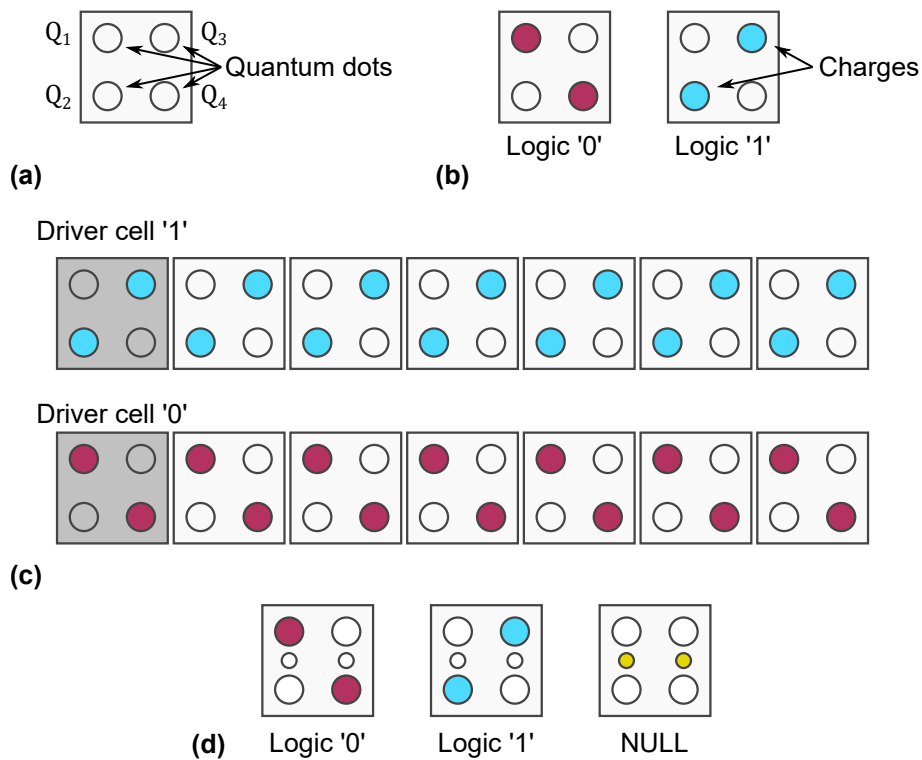 Q₁ Q₃
Quantum dots
Q₂ Q₄
(a)
Charges
Logic '0' Logic '1'
(b)
Driver cell '1'
Driver cell '0'
(c)
Logic '0' Logic '1' NULL
(d)